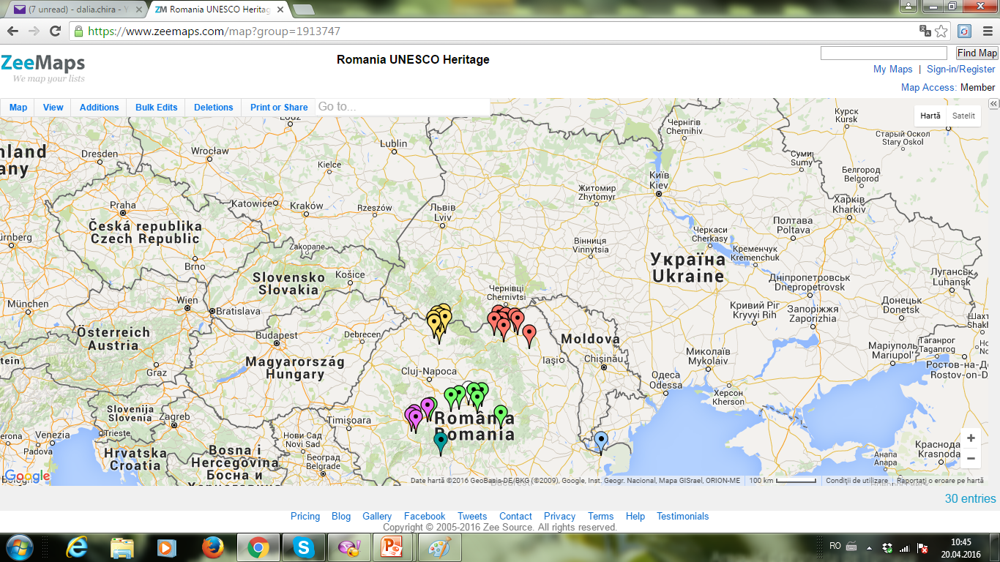 (7 unread) - dalia.chira - Y
ZM Romania UNESCO Heritag
https://www.zeemaps.com/map?group=1913747
ZeeMaps
We map your lists
Romania UNESCO Heritage
Find Map
My Maps | Sign-in/Register
Map Access: Member
Map View Additions Bulk Edits Deletions Print or Share Go to...
Hartă Satelit
Курск
Kursk
Чернігів
Chernihiv
Старый Оскол
Stary Oskol
Lublin
Wrocław
Dresden
nland
any
Kielce
Суми
Sumy
Белгород
Belgorod
Київ
Kiev
Житомир
Zhytomyr
Харків
Kharkiv
Praha
Katowice
Kraków
Rzeszów
Львів
Lviv
Полтава
Poltava
Česká republika
Czech Republic
Черкаси
Cherkasy
ürnberg
Zakopane
Вінниця
Vinnytsia
Кременчук
Kremenchuk
Brno
Україна
Ukraine
Slovensko
Slovakia
Košice
Дніпропетровськ
Dnipropetrovsk
Луганськ
Luhansk
Чернівці
Chernivtsi
München
Wien
Bratislava
Кривий Ріг
Kryvyi Rih
Запоріжжя
Zaporizhia
Донецьк
Donetsk
Österreich
Austria
Budapest
Debrecen
Moldova
Шахт
Shak
Таганрог
Taganrog
Маріуполь
Mariupol
Миколаїв
Mykolaiv
Iași
Chișinău
Ростов-на-Д
Rostov-on-D
Graz
Magyarország
Hungary
Cluj-Napoca
Одеса
Odessa
Херсон
Kherson
Slovenija
Slovenia
Zagreb
Timișoara
România
Romania
Trieste
Venezia
Padova
Нови Сад
Novi Sad
Hrvatska
Croatia
Bosna i
Hercegovina
Босна и
Београд
Belgrade
Краснода
Krasnoda
Анапа
Anapa
Google
Date hartă ©2016 GeoBasis-DE/BKG (©2009), Google, Inst. Geogr. Nacional, Mapa GISrael, ORION-ME 100 km Condiții de utilizare Raportați o eroare pe hartă
30 entries
Pricing Blog Gallery Facebook Tweets Contact Privacy Terms Help Testimonials
Copyright © 2005-2016 Zee Source. All rights reserved.
RO
10:45
20.04.2016